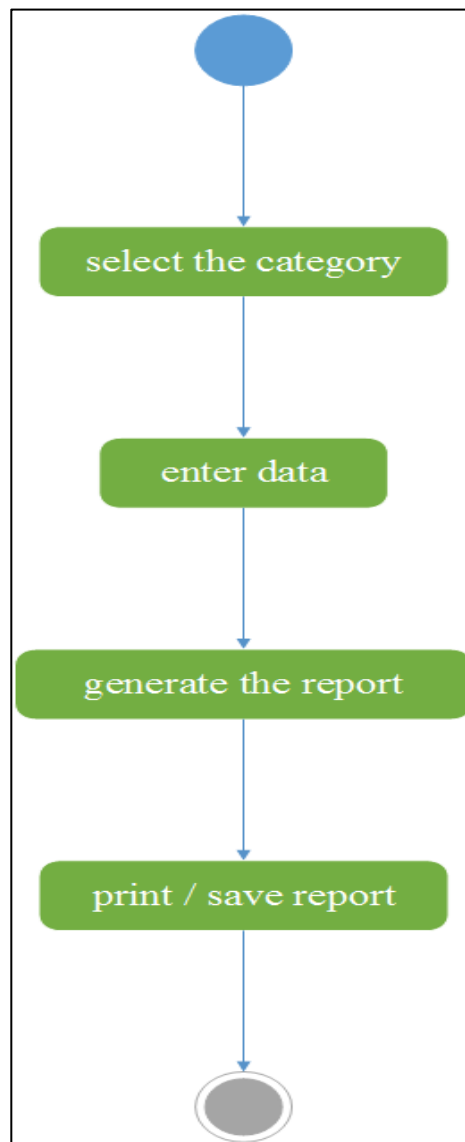 select the category
enter data
generate the report
print / save report